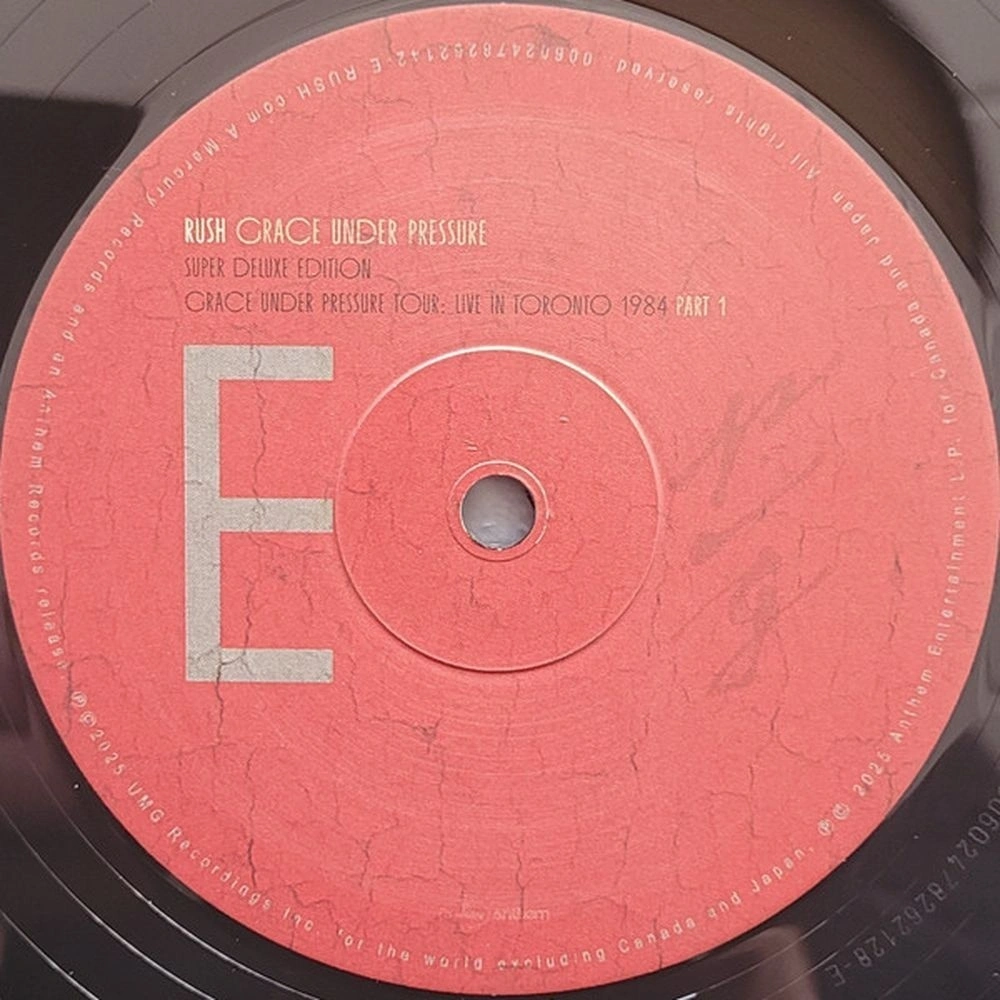 RUSH GRACE UNDER PRESSURE
SUPER DELUXE EDITION
GRACE UNDER PRESSURE TOUR: LIVE IN TORONTO 1984 PART 1
E
℗©2025 UMG Recordings Inc. for the world excluding Canada and Japan, ℗© 2025 Anthem Entertainment L.P. for Canada and Japan. All rights reserved. 00602478262142-E RUSH.com A Mercury Records and an Anthem Records release
anthem